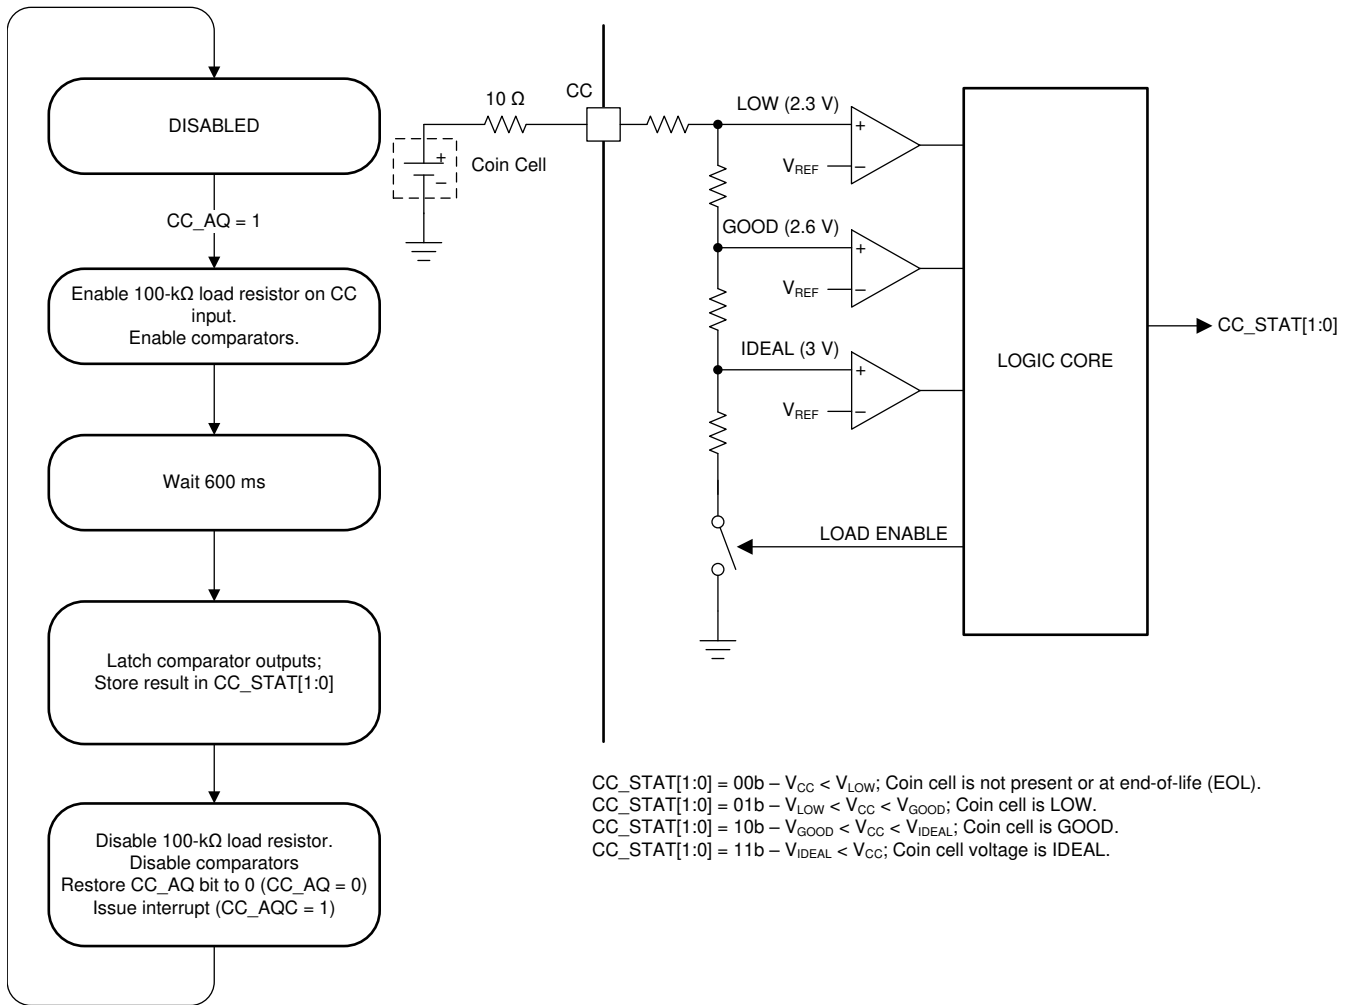 DISABLED
CC_AQ = 1
Enable 100-kΩ load resistor on CC
input.
Enable comparators.
Wait 600 ms
Latch comparator outputs;
Store result in CC_STAT[1:0]
Disable 100-kΩ load resistor.
Disable comparators
Restore CC_AQ bit to 0 (CC_AQ = 0)
Issue interrupt (CC_AQC = 1)
10 Ω
CC
+
−
Coin Cell
LOW (2.3 V)
+
VREF
−
GOOD (2.6 V)
+
VREF
−
IDEAL (3 V)
+
VREF
−
LOAD ENABLE
LOGIC CORE
CC_STAT[1:0]
CC_STAT[1:0] = 00b – VCC < VLOW; Coin cell is not present or at end-of-life (EOL).
CC_STAT[1:0] = 01b – VLOW < VCC < VGOOD; Coin cell is LOW.
CC_STAT[1:0] = 10b – VGOOD < VCC < VIDEAL; Coin cell is GOOD.
CC_STAT[1:0] = 11b – VIDEAL < VCC; Coin cell voltage is IDEAL.